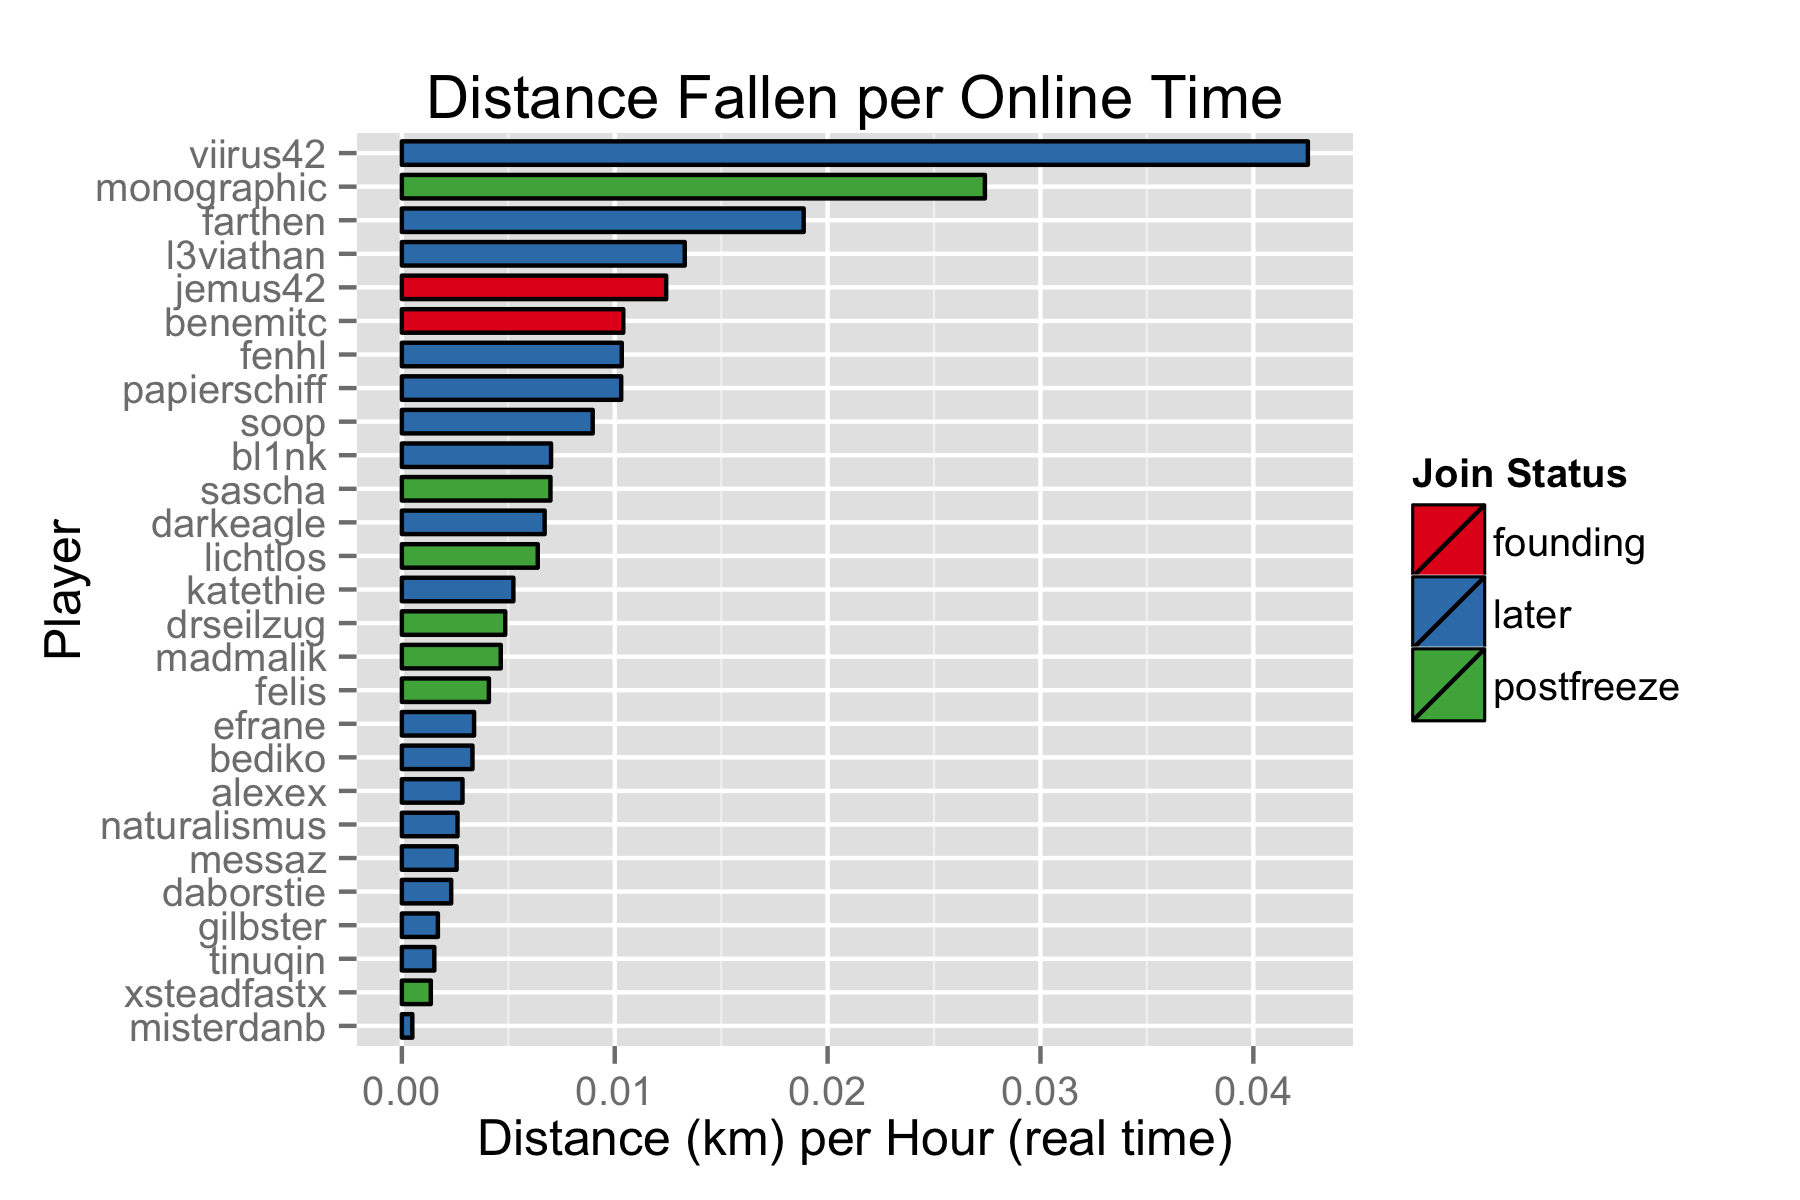 Distance Fallen per Online Time
Player
viirus42
monographic
farthen
l3viathan
jemus42
benemitc
fenhl
papierschiff
soop
bl1nk
sascha
darkeagle
lichtlos
katethie
drseilzug
madmalik
felis
efrane
bediko
alexex
naturalismus
messaz
daborstie
gilbster
tinuqin
xsteadfastx
misterdanb
0.00 0.01 0.02 0.03 0.04
Distance (km) per Hour (real time)
Join Status
founding
later
postfreeze